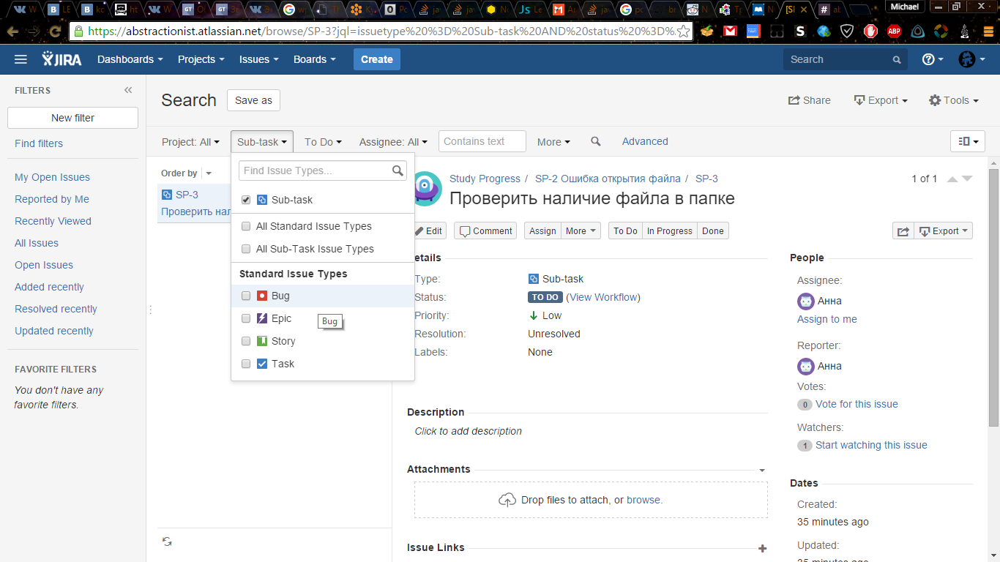 Michael
https://abstractionist.atlassian.net/browse/SP-3?jql=issuetype%20%3D%20Sub-task%20AND%20status%20%3D%
JIRA Dashboards Projects Issues Boards Create Search
FILTERS
New filter
Find filters
My Open Issues
Reported by Me
Recently Viewed
All Issues
Open Issues
Added recently
Resolved recently
Updated recently
FAVORITE FILTERS
You don't have any
favorite filters.
Search Save as Share Export Tools
Project: All Sub-task To Do Assignee: All Contains text More Advanced
Order by
SP-3
Проверить нал
Find Issue Types...
Sub-task
All Standard Issue Types
All Sub-Task Issue Types
Standard Issue Types
Bug
Epic
Bug
Story
Task
Study Progress / SP-2 Ошибка открытия файла / SP-3
1 of 1
Проверить наличие файла в папке
Edit Comment Assign More To Do In Progress Done Export
etails
Type: Sub-task
Status: TO DO (View Workflow)
Priority: Low
Resolution: Unresolved
Labels: None
Description
Click to add description
Attachments
Drop files to attach, or browse.
Issue Links
People
Assignee:
Анна
Assign to me
Reporter:
Анна
Votes:
0 Vote for this issue
Watchers:
1 Start watching this issue
Dates
Created:
35 minutes ago
Updated:
35 minutes ago